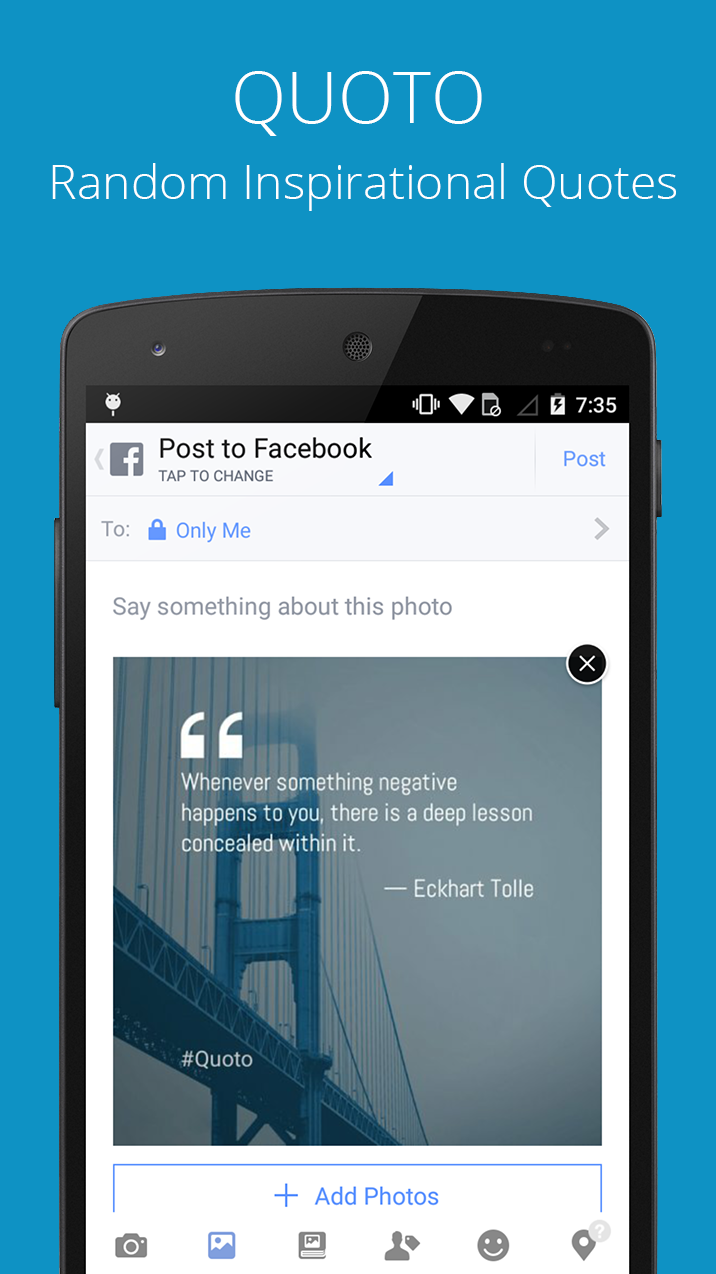 QUOTO
Random Inspirational Quotes
7:35
Post to Facebook
TAP TO CHANGE
Post
To: Only Me
Say something about this photo
Whenever something negative
happens to you, there is a deep lesson
concealed within it.
— Eckhart Tolle
#Quoto
+ Add Photos
?